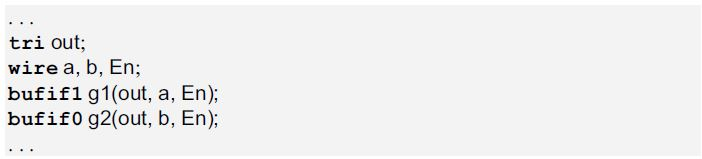 ...
tri out;
wire a, b, En;
bufif1 g1(out, a, En);
bufif0 g2(out, b, En);
...